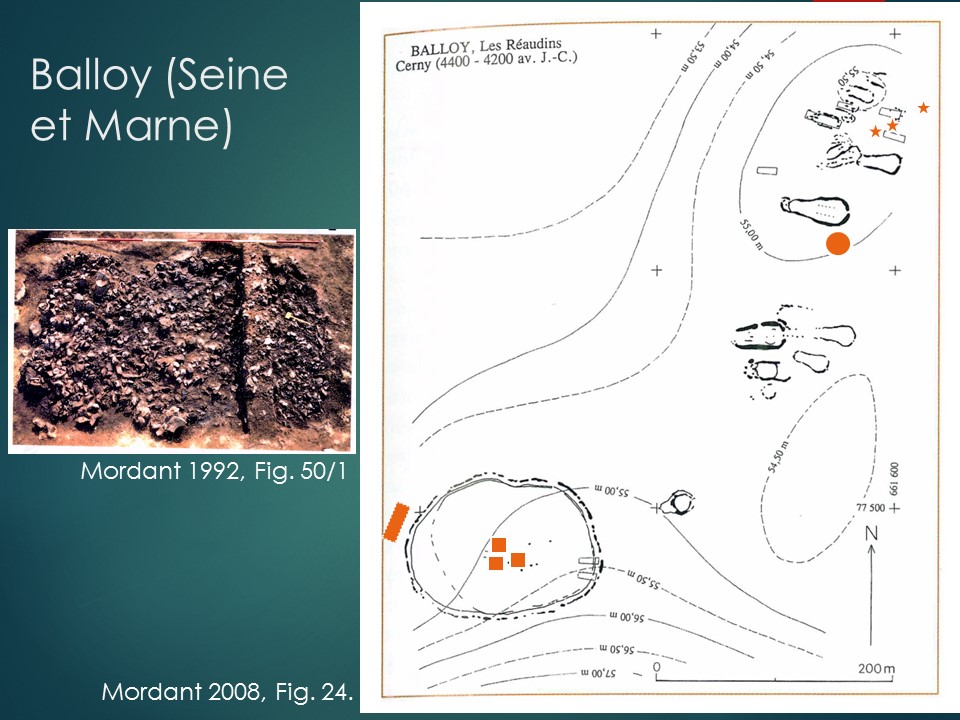 Balloy (Seine
et Marne)
Mordant 1992, Fig. 50/1
Mordant 2008, Fig. 24.
BALLOY, Les Réaudins
Cerny (4400 - 4200 av. J.-C.)
53,50 m
54,00 m
54,50 m
55,50
55,00 m
54,50 m
55,00 m
661 600
77 500
N
55,50 m
56,00 m
56,50 m
57,00 m
0
200 m